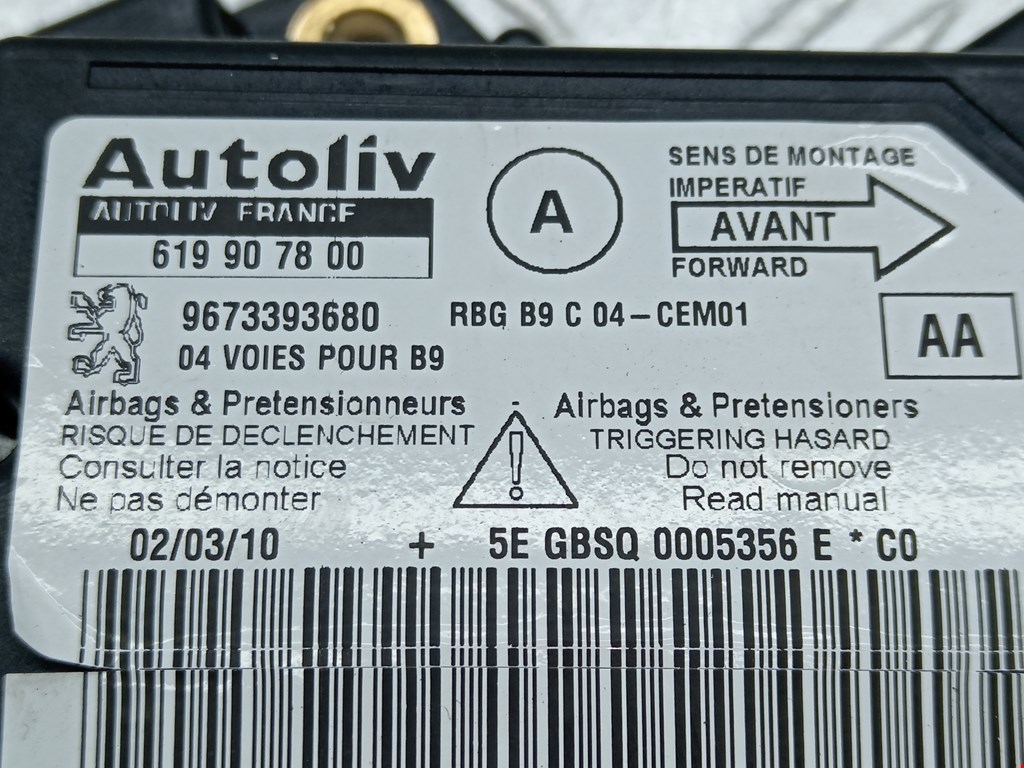 Autoliv
AUTOLIV FRANCE
619 90 78 00
A
SENS DE MONTAGE
IMPERATIF
AVANT
FORWARD
9673393680
RBG B9 C 04-CEM01
04 VOIES POUR B9
AA
Airbags & Pretensionneurs
RISQUE DE DECLENCHEMENT
Consulter la notice
Ne pas démonter
Airbags & Pretensioners
TRIGGERING HASARD
Do not remove
Read manual
02/03/10 + 5E GBSQ 0005356 E * C0